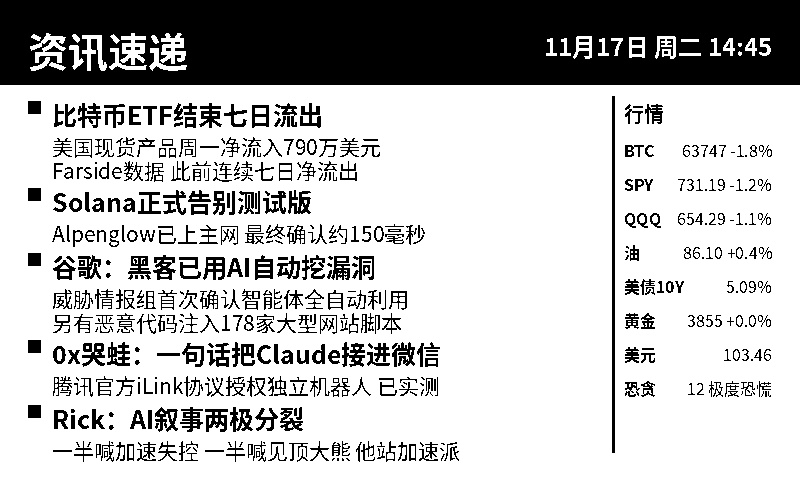 资讯速递
11月17日 周二 14:45
比特币ETF结束七日流出
美国现货产品周一净流入790万美元
Farside数据 此前连续七日净流出
Solana正式告别测试版
Alpenglow已上主网 最终确认约150毫秒
谷歌：黑客已用AI自动挖漏洞
威胁情报组首次确认智能体全自动利用
另有恶意代码注入178家大型网站脚本
0x哭蛙：一句话把Claude接进微信
腾讯官方iLink协议授权独立机器人 已实测
Rick：AI叙事两极分裂
一半喊加速失控 一半喊见顶大熊 他站加速派
行情
BTC 63747 -1.8%
SPY 731.19 -1.2%
QQQ 654.29 -1.1%
油 86.10 +0.4%
美债10Y 5.09%
黄金 3855 +0.0%
美元 103.46
恐贪 12 极度恐慌